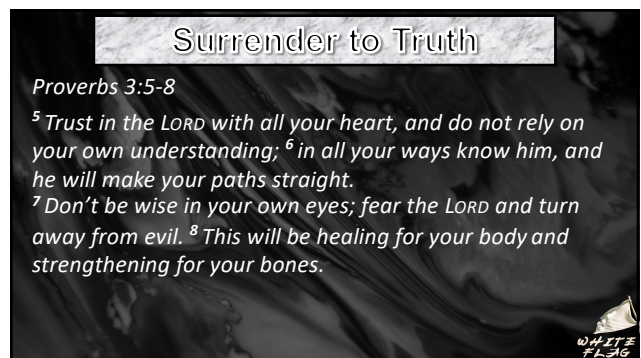 Surrender to Truth
Proverbs 3:5-8
⁵ Trust in the LORD with all your heart, and do not rely on
your own understanding; ⁶ in all your ways know him, and
he will make your paths straight.
⁷ Don’t be wise in your own eyes; fear the LORD and turn
away from evil. ⁸ This will be healing for your body and
strengthening for your bones.
WHITE
FLAG